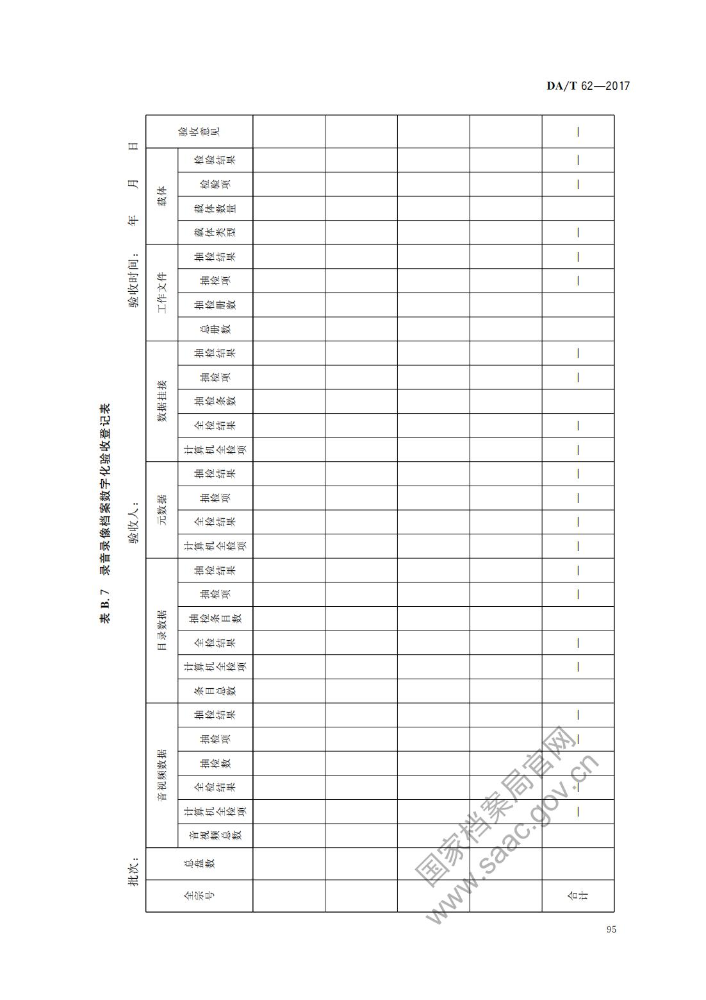 DA/T 62—2017
表 B.7 录音录像档案数字化验收登记表
批次： 验收人： 验收时间： 年 月 日
全宗号 总盘数 音视频数据 目录数据 元数据 数据挂接 工作文件 载体 验收意见
音视频总数 计算机全检项 全检结果 抽检数 抽检项 抽检结果 条目总数 计算机全检项 全检结果 抽检条目数 抽检项 抽检结果 计算机全检项 全检结果 抽检项 抽检结果 计算机全检项 全检结果 抽检条数 抽检项 抽检结果 总册数 抽检册数 抽检项 抽检结果 载体类型 载体数量 检验项 检验结果
合计 — — — — — — — — — — — — — — — — — — — — — — —
国家档案局官网
www.saac.gov.cn
95